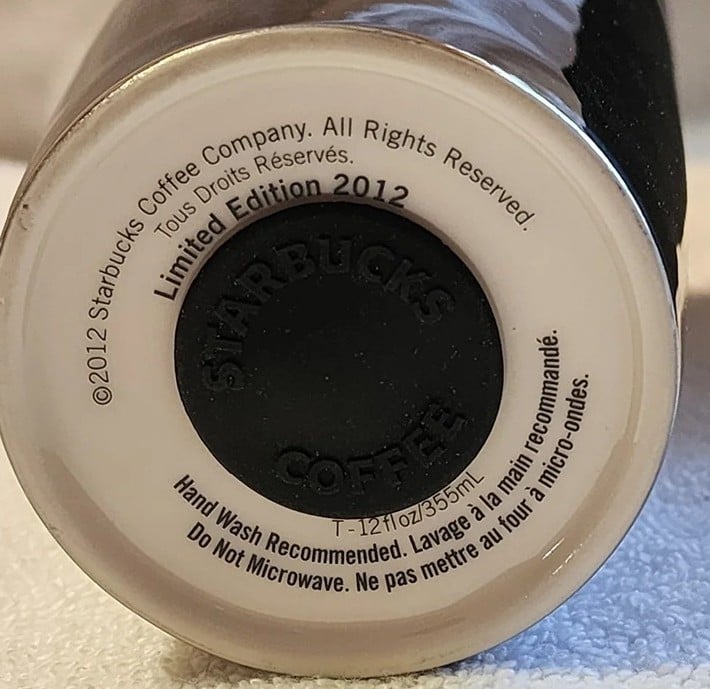 ©2012 Starbucks Coffee Company. All Rights Reserved.
Tous Droits Réservés.
Limited Edition 2012
STARBUCKS
COFFEE
T - 12fl oz/355mL
Hand Wash Recommended. Lavage à la main recommandé.
Do Not Microwave. Ne pas mettre au four à micro-ondes.